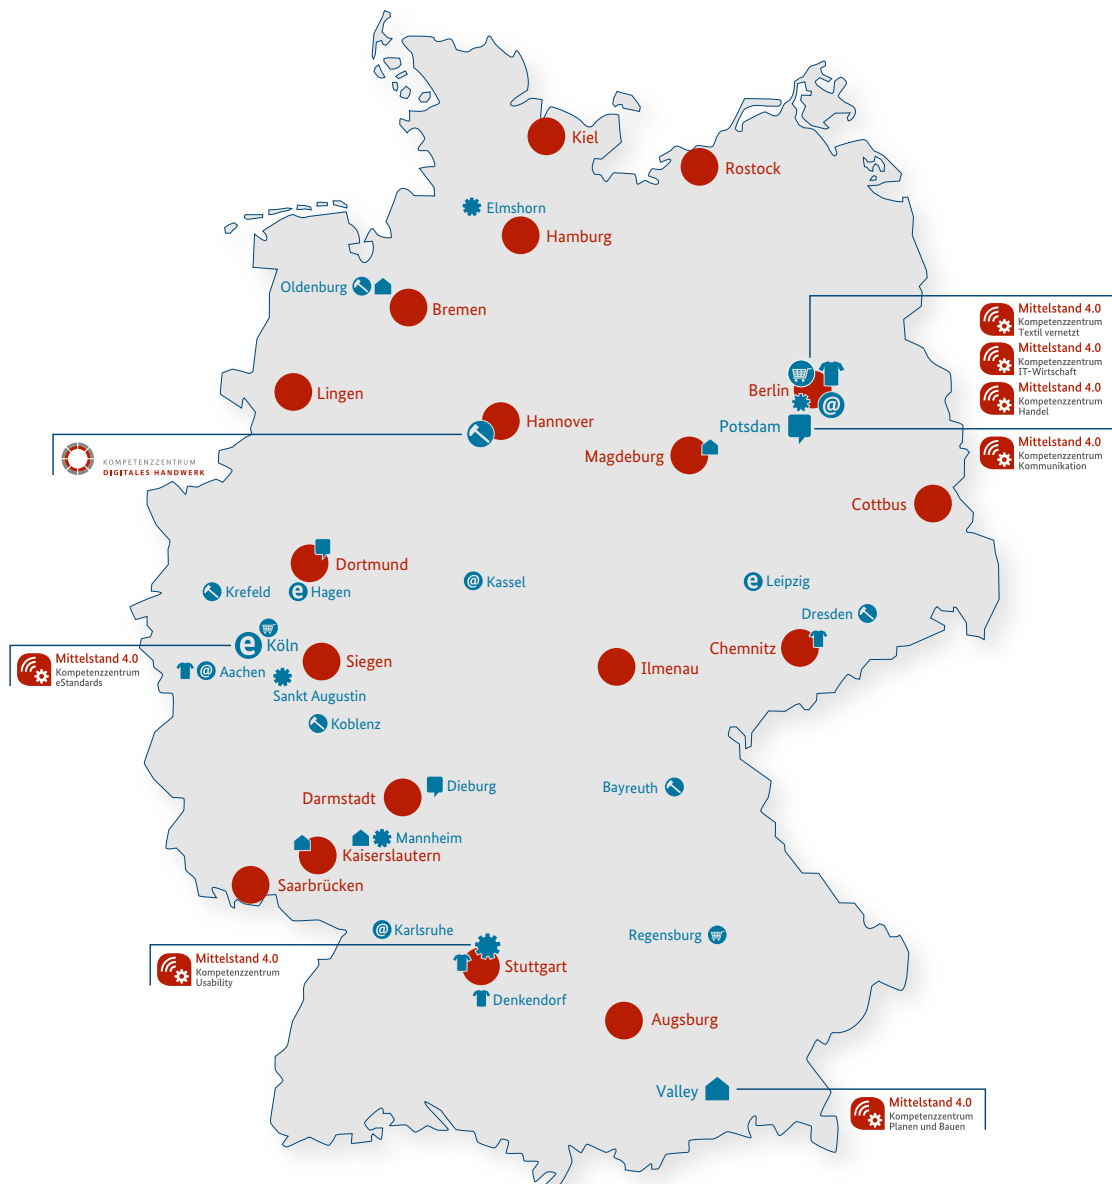 Kiel
Rostock
Elmshorn
Hamburg
Oldenburg
Bremen
Mittelstand 4.0
Kompetenzzentrum
Textil vernetzt
Mittelstand 4.0
Kompetenzzentrum
IT-Wirtschaft
Mittelstand 4.0
Kompetenzzentrum
Handel
Lingen
Berlin
@
Hannover
Potsdam
KOMPETENZZENTRUM
DIGITALES HANDWERK
Magdeburg
Mittelstand 4.0
Kompetenzzentrum
Kommunikation
Cottbus
Dortmund
@ Kassel
e Leipzig
Krefeld
e Hagen
Dresden
e Köln
Chemnitz
Mittelstand 4.0
Kompetenzzentrum
eStandards
Siegen
Ilmenau
@ Aachen
Sankt Augustin
Koblenz
Dieburg
Bayreuth
Darmstadt
Mannheim
Kaiserslautern
Saarbrücken
@ Karlsruhe
Regensburg
Mittelstand 4.0
Kompetenzzentrum
Usability
Stuttgart
Denkendorf
Augsburg
Valley
Mittelstand 4.0
Kompetenzzentrum
Planen und Bauen